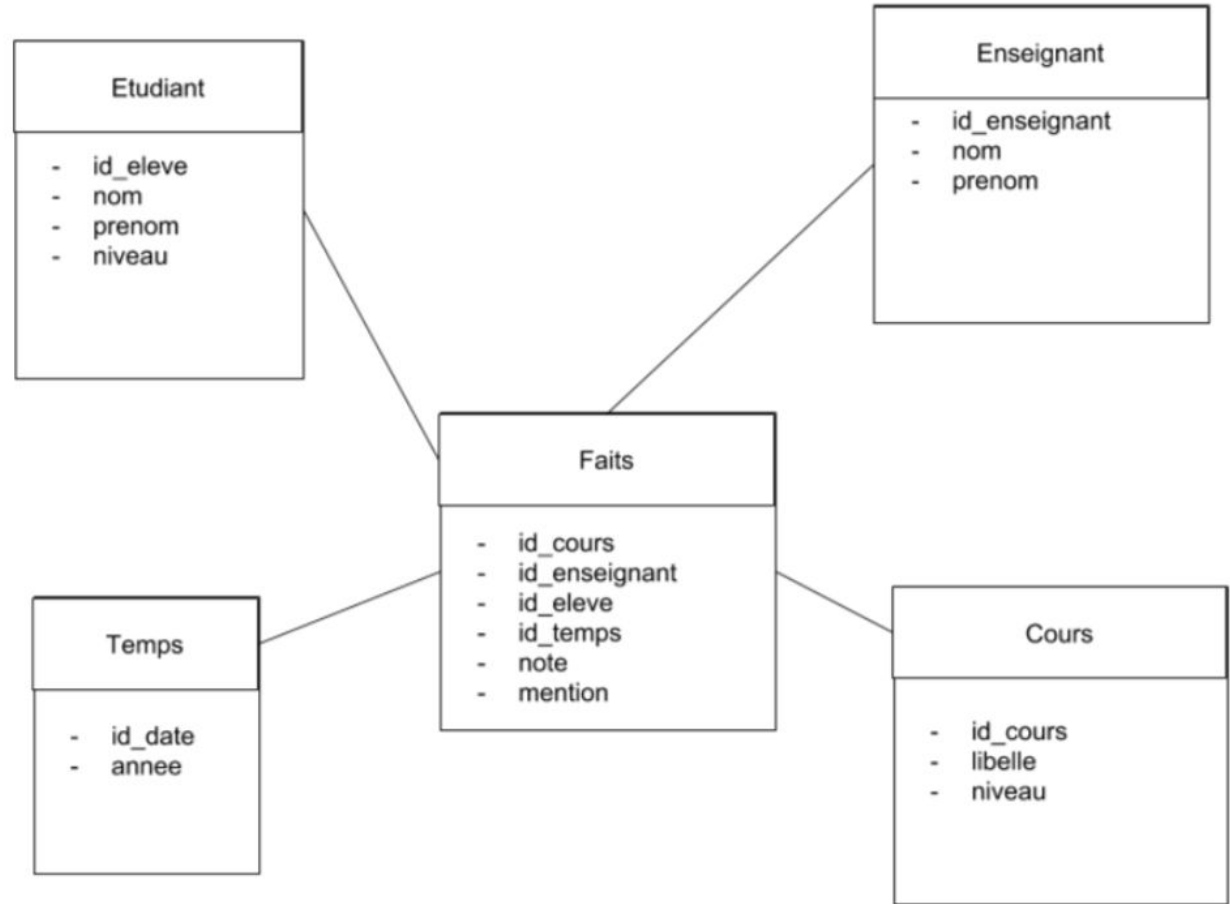 Etudiant
- id_eleve
- nom
- prenom
- niveau
Enseignant
- id_enseignant
- nom
- prenom
Faits
- id_cours
- id_enseignant
- id_eleve
- id_temps
- note
- mention
Temps
- id_date
- annee
Cours
- id_cours
- libelle
- niveau